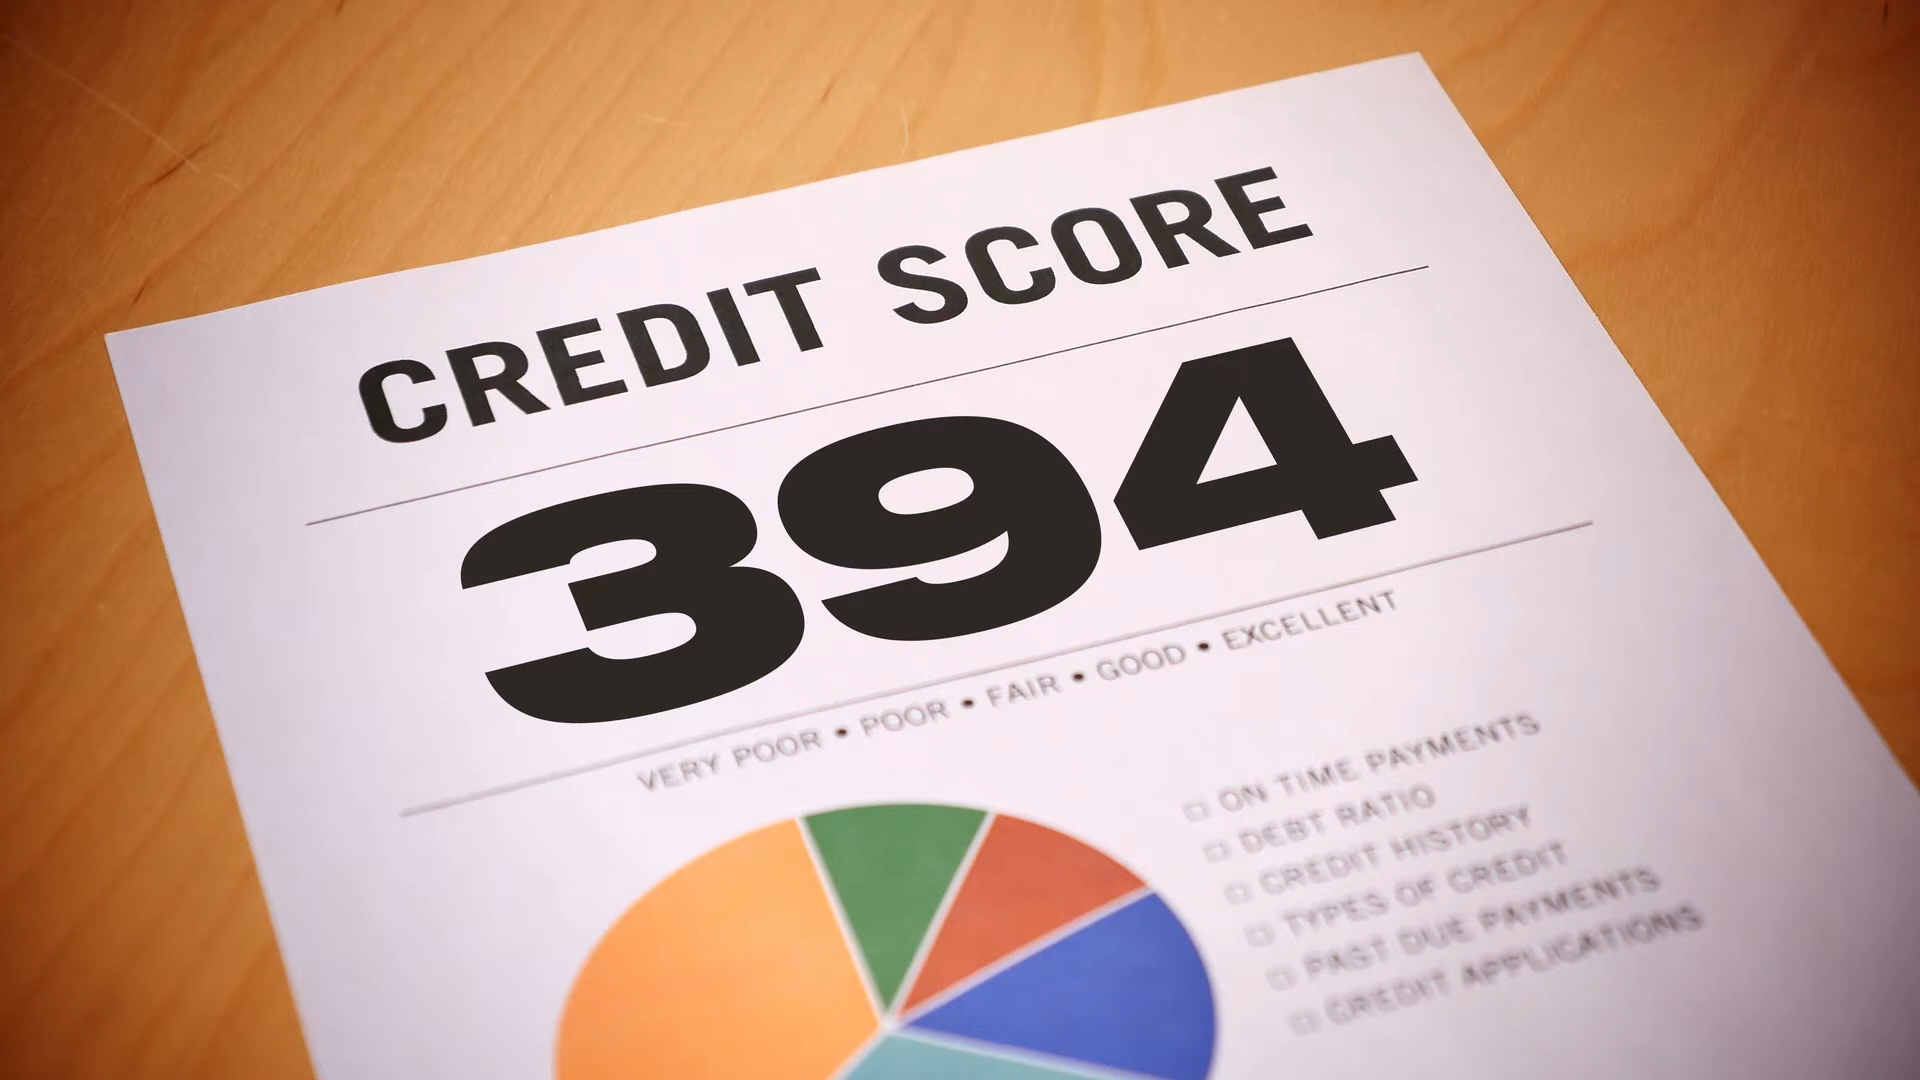 CREDIT SCORE
394
VERY POOR • POOR • FAIR • GOOD • EXCELLENT
ON TIME PAYMENTS
DEBT RATIO
CREDIT HISTORY
TYPES OF CREDIT
PAST DUE PAYMENTS
CREDIT APPLICATIONS